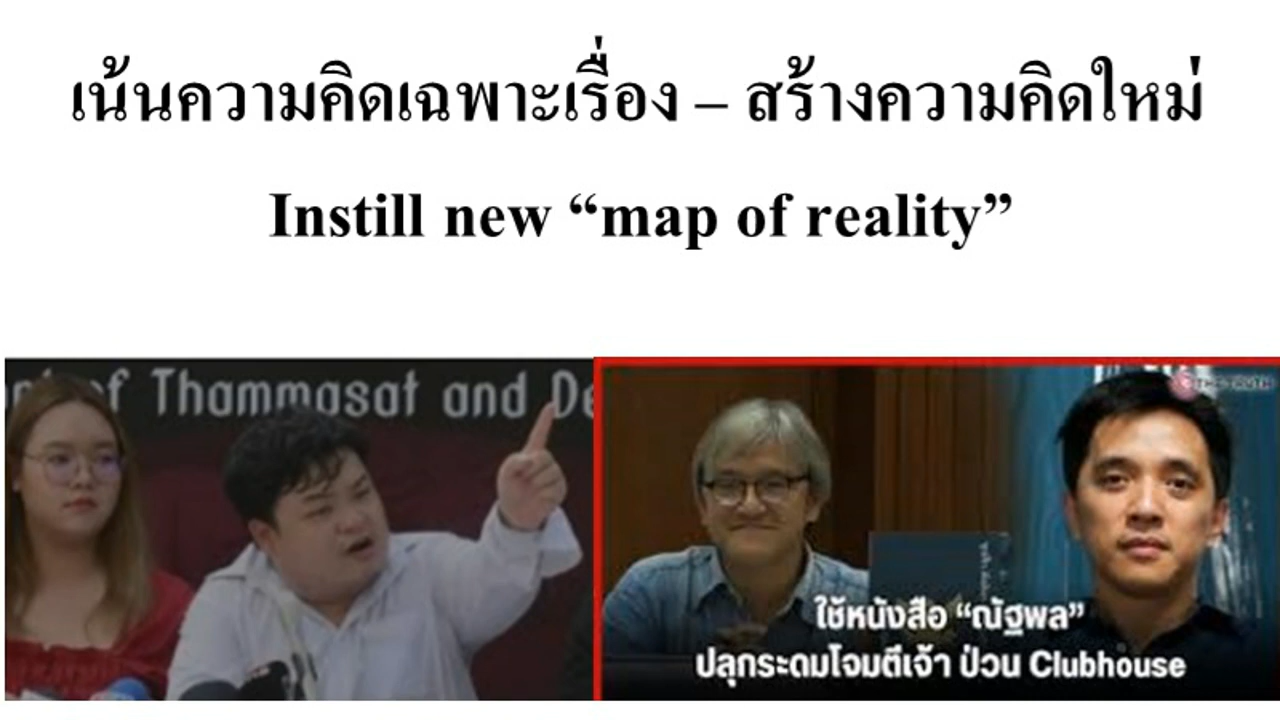 เน้นความคิดเฉพาะเรื่อง – สร้างความคิดใหม่
Instill new “map of reality”
of Thammasat and De
THE TRUTH
ใช้หนังสือ “ณัฐพล”
ปลุกระดมโจมตีเจ้า ป่วน Clubhouse